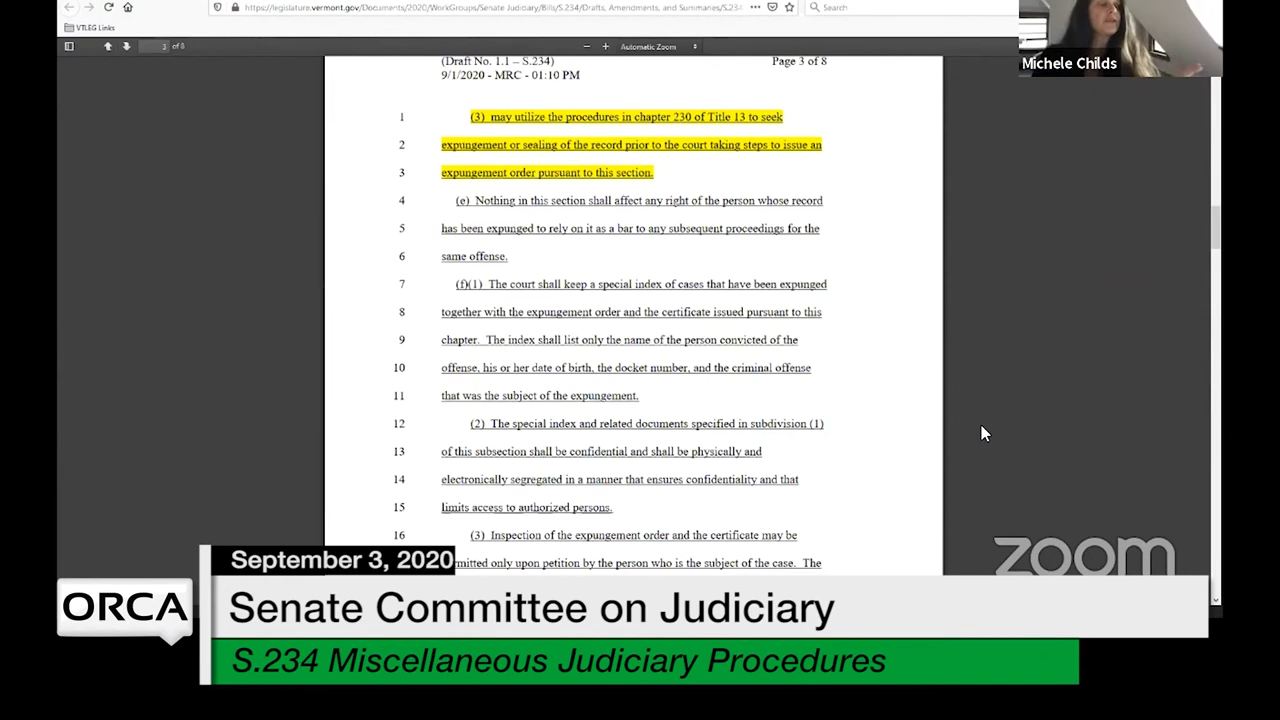 https://legislature.vermont.gov/Documents/2020/WorkGroups/Senate Judiciary/Bills/S.234/Drafts, Amendments, and Summaries/S.234
Search
VTLEG Links
3 of 8
Automatic Zoom
Michele Childs
(Draft No. 1.1 – S.234) Page 3 of 8
9/1/2020 - MRC - 01:10 PM
1 (3) may utilize the procedures in chapter 230 of Title 13 to seek
2 expungement or sealing of the record prior to the court taking steps to issue an
3 expungement order pursuant to this section.
4 (e) Nothing in this section shall affect any right of the person whose record
5 has been expunged to rely on it as a bar to any subsequent proceedings for the
6 same offense.
7 (f)(1) The court shall keep a special index of cases that have been expunged
8 together with the expungement order and the certificate issued pursuant to this
9 chapter. The index shall list only the name of the person convicted of the
10 offense, his or her date of birth, the docket number, and the criminal offense
11 that was the subject of the expungement.
12 (2) The special index and related documents specified in subdivision (1)
13 of this subsection shall be confidential and shall be physically and
14 electronically segregated in a manner that ensures confidentiality and that
15 limits access to authorized persons.
16 (3) Inspection of the expungement order and the certificate may be
only upon petition by the person who is the subject of the case. The
zoom
September 3, 2020
ORCA
Senate Committee on Judiciary
S.234 Miscellaneous Judiciary Procedures